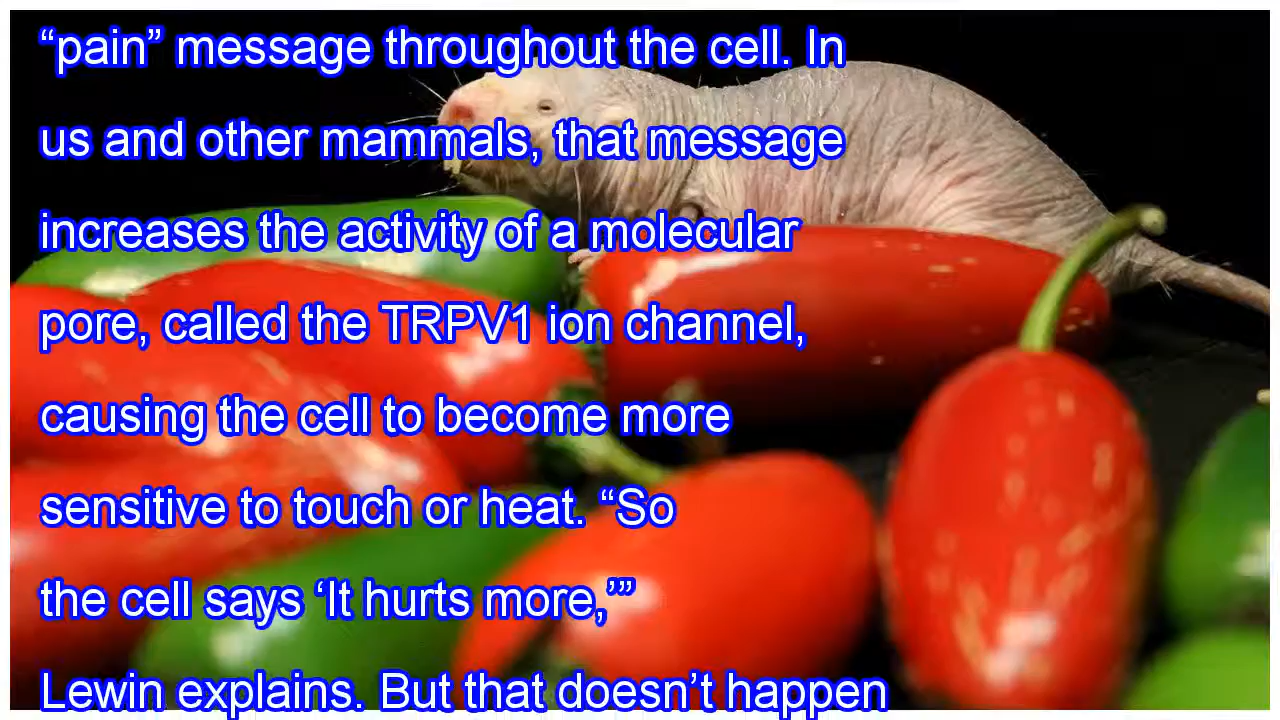 “pain” message throughout the cell. In
us and other mammals, that message
increases the activity of a molecular
pore, called the TRPV1 ion channel,
causing the cell to become more
sensitive to touch or heat. “So
the cell says ‘It hurts more,’”
Lewin explains. But that doesn’t happen